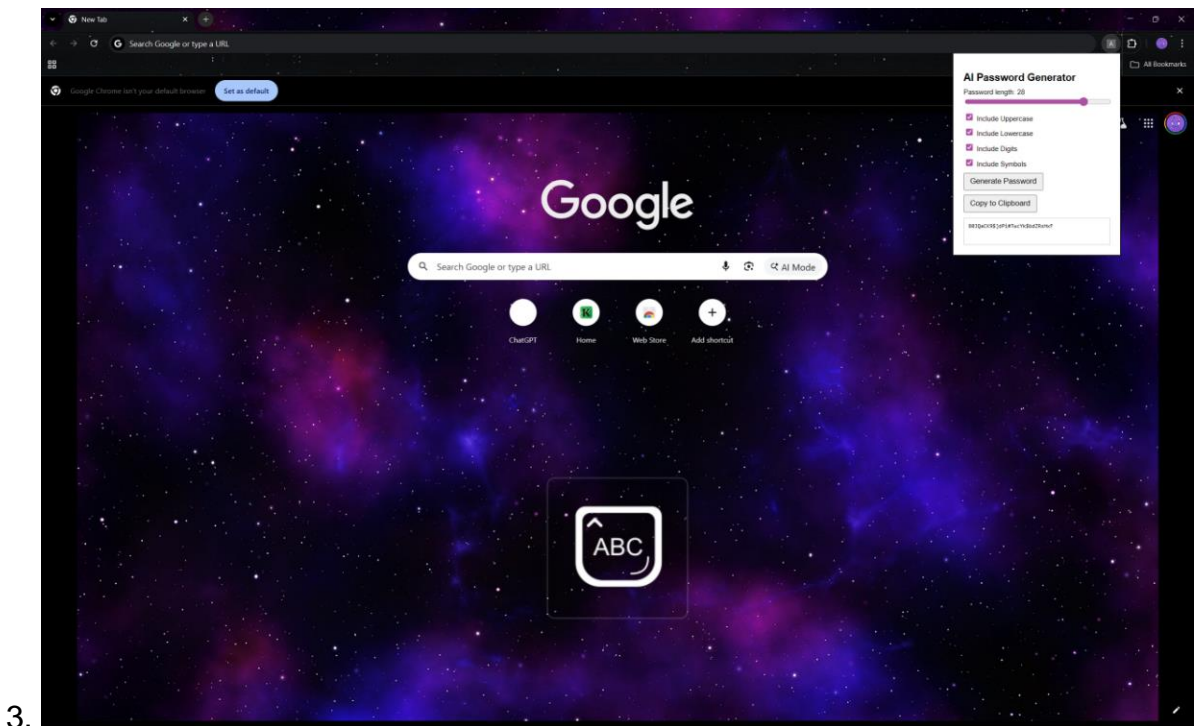 New Tab
Search Google or type a URL
All Bookmarks
Google Chrome isn't your default browser
Set as default
AI Password Generator
Password length: 28
Include Uppercase
Include Lowercase
Include Digits
Include Symbols
Generate Password
Copy to Clipboard
Google
Search Google or type a URL
AI Mode
ChatGPT
Home
Web Store
Add shortcut
ABC
3.